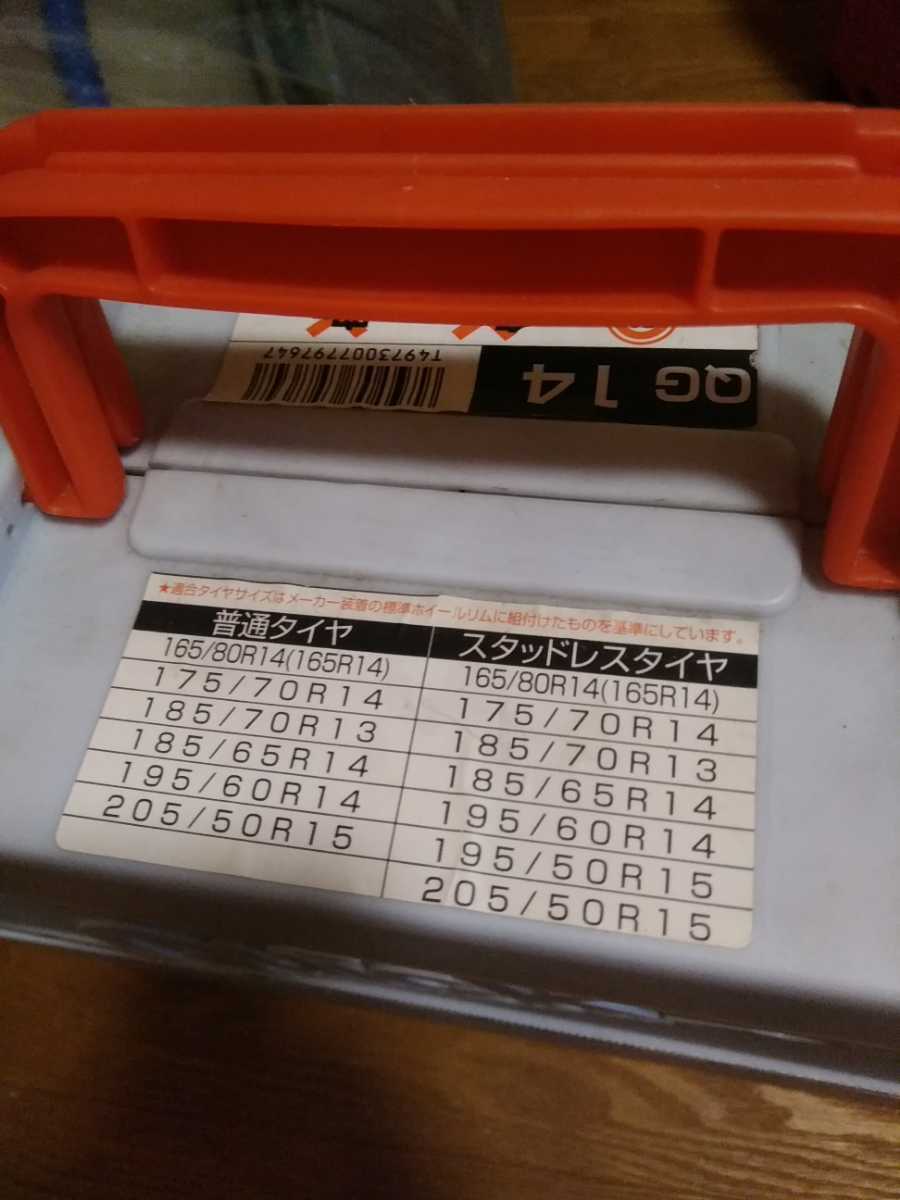 QG 14
T4973007797647
★適合タイヤサイズはメーカー装着の標準ホイールリムに組付けたものを基準にしています。
普通タイヤ
165/80R14(165R14)
175/70R14
185/70R13
185/65R14
195/60R14
205/50R15
スタッドレスタイヤ
165/80R14(165R14)
175/70R14
185/70R13
185/65R14
195/60R14
195/50R15
205/50R15